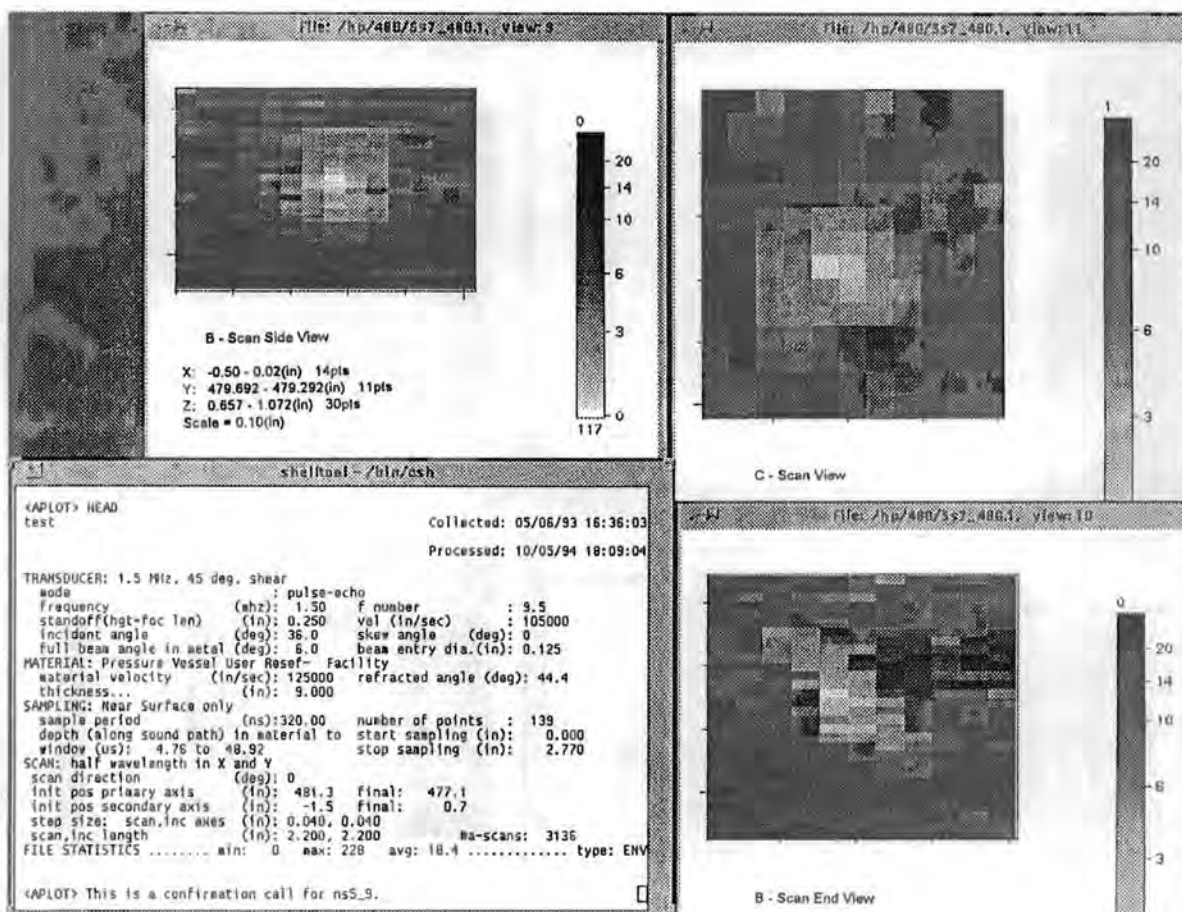 File: /hp/480/5s7_480.1, view:9
0
20
14
10
6
3
0
117
B - Scan Side View
X: -0.50 - 0.02(in) 14pts
Y: 479.692 - 479.292(in) 11pts
Z: 0.657 - 1.072(in) 30pts
Scale = 0.10(in)
File: /hp/480/5s7_480.1, view:11
1
20
14
10
6
3
C - Scan View
shelltool - /bin/csh
<APLOT> HEAD
test Collected: 05/06/93 16:36:03
Processed: 10/05/94 18:09:04
TRANSDUCER: 1.5 MHz, 45 deg. shear
mode : pulse-echo
frequency (mhz): 1.50 f number : 9.5
standoff(hgt-foc len) (in): 0.250 vel (in/sec) : 105000
incident angle (deg): 36.0 skew angle (deg): 0
full beam angle in metal (deg): 6.0 beam entry dia.(in): 0.125
MATERIAL: Pressure Vessel User Resef- Facility
material velocity (in/sec): 125000 refracted angle (deg): 44.4
thickness... (in): 9.000
SAMPLING: Near Surface only
sample period (ns):320.00 number of points : 139
depth (along sound path) in material to start sampling (in): 0.000
window (us): 4.76 to 48.92 stop sampling (in): 2.770
SCAN: half wavelength in X and Y
scan direction (deg): 0
init pos primary axis (in): 481.3 final: 477.1
init pos secondary axis (in): -1.5 final: 0.7
step size: scan,inc axes (in): 0.040, 0.040
scan,inc length (in): 2.200, 2.200 #a-scans: 3136
FILE STATISTICS ........ min: 0 max: 228 avg: 18.4 ............. type: ENV
<APLOT> This is a confirmation call for ns5_9.
File: /hp/480/5s7_480.1, view:10
0
20
14
10
6
3
B - Scan End View